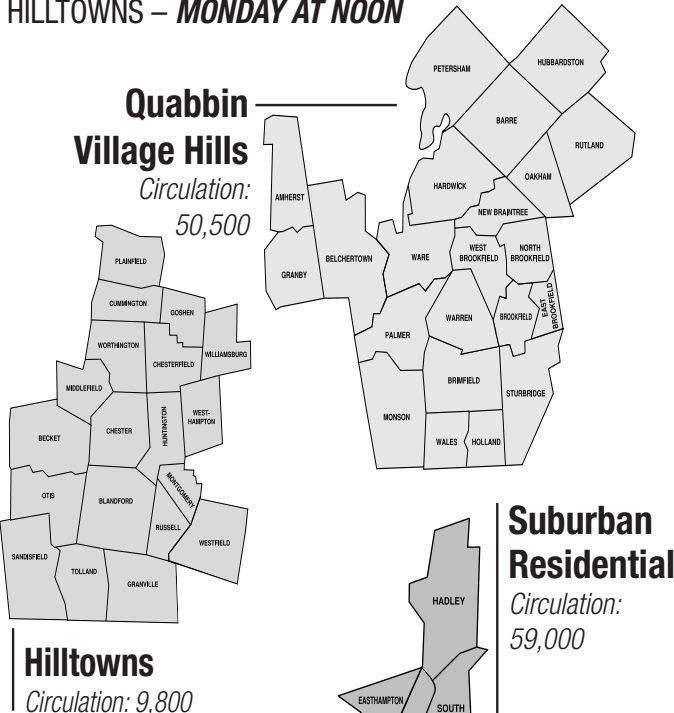 HILLTOWNS – MONDAY AT NOON
Quabbin
Village Hills
Circulation:
50,500
PETERSHAM
HUBBARDSTON
BARRE
RUTLAND
HARDWICK
OAKHAM
NEW BRAINTREE
AMHERST
BELCHERTOWN
GRANBY
WARE
WEST
BROOKFIELD
NORTH
BROOKFIELD
WARREN
BROOKFIELD
EAST
BROOKFIELD
PALMER
BRIMFIELD
STURBRIDGE
MONSON
WALES
HOLLAND
PLAINFIELD
CUMMINGTON
GOSHEN
WORTHINGTON
CHESTERFIELD
WILLIAMSBURG
MIDDLEFIELD
BECKET
CHESTER
HUNTINGTON
WEST-
HAMPTON
OTIS
BLANDFORD
MONTGOMERY
RUSSELL
WESTFIELD
SANDISFIELD
TOLLAND
GRANVILLE
Hilltowns
Circulation: 9,800
Suburban
Residential
Circulation:
59,000
HADLEY
EASTHAMPTON
SOUTH